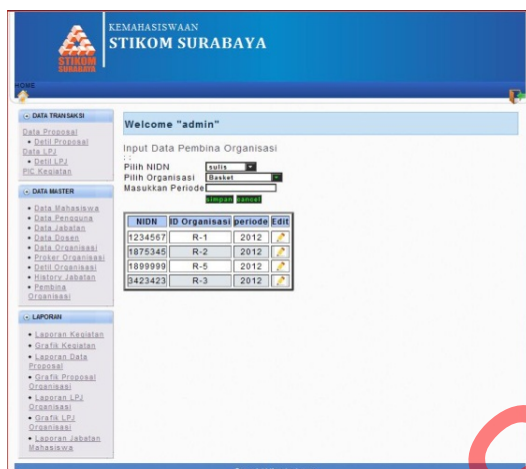 KEMAHASISWAAN
STIKOM SURABAYA
STIKOM
SURABAYA
HOME
DATA TRANSAKSI
Data Proposal
• Detil Proposal
Data LPJ
• Detil LPJ
PIC Kegiatan
DATA MASTER
• Data Mahasiswa
• Data Pengguna
• Data Jabatan
• Data Dosen
• Data Organisasi
• Proker Organisasi
• Detil Organisasi
• History Jabatan
• Pembina
Organisasi
LAPORAN
• Laporan Kegiatan
• Grafik Kegiatan
• Laporan Data
Proposal
• Grafik Proposal
Organisasi
• Laporan LPJ
Organisasi
• Grafik LPJ
Organisasi
• Laporan Jabatan
Mahasiswa
Welcome "admin"
Input Data Pembina Organisasi
: :
Pilih NIDN sulis
Pilih Organisasi Basket
Masukkan Periode
simpan cancel
NIDN ID Organisasi periode Edit
1234567 R-1 2012
1875345 R-2 2012
1899999 R-5 2012
3423423 R-3 2012